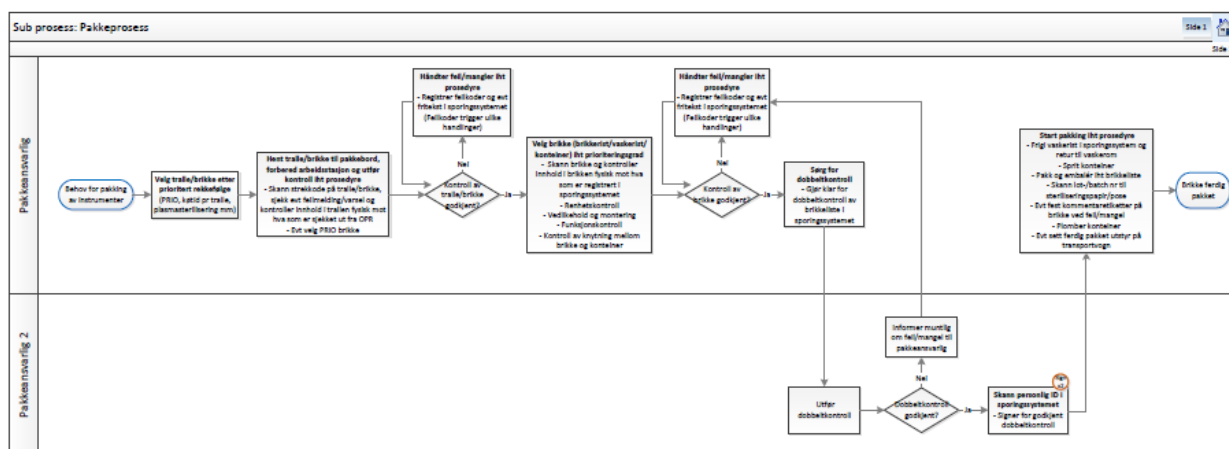 Sub prosess: Pakkeprosess
Side 1
Side
Pakkeansvarlig
Behov for pakking
av instrumenter
Velg tralle/brikke etter
prioritert rekkefølge
(PRIO, køtid pr tralle,
plasmasterilisering mm)
Hent tralle/brikke til pakkebord,
forbered arbeidsstasjon og utfør
kontroll iht prosedyre
- Skann strekkode på tralle/brikke,
sjekk evt feilmelding/varsel og
kontroller innhold i trallen fysisk mot
hva som er sjekket ut fra OPR
- Evt velg PRIO brikke
Håndter feil/mangler iht
prosedyre
- Registrer feilkoder og evt
fritekst i sporingssystemet
(Feilkoder trigger ulike
handlinger)
Nei
Kontroll av
tralle/brikke
godkjent?
Ja
Velg brikke (brikkerist/vaskerist/
konteiner) iht prioriteringsgrad
- Skann brikke og kontroller
innhold i brikken fysisk mot hva
som er registrert i
sporingssystemet
- Renhetskontroll
- Vedlikehold og montering
- Funksjonskontroll
- Kontroll av knytning mellom
brikke og konteiner
Håndter feil/mangler iht
prosedyre
- Registrer feilkoder og evt
fritekst i sporingssystemet
(Feilkoder trigger ulike
handlinger)
Nei
Kontroll av
brikke godkjent?
Ja
Sørg for
dobbeltkontroll
- Gjør klar for
dobbeltkontroll av
brikkeliste i
sporingssystemet
Start pakking iht prosedyre
- Frigi vaskerist i sporingssystem og
retur til vaskerom
- Sprit konteiner
- Pakk og embalér iht brikkeliste
- Skann lot-/batch nr til
steriliseringspapir/pose
- Evt fest kommentaretiketter på
brikke ved feil/mangel
- Plomber konteiner
- Evt sett ferdig pakket utstyr på
transportvogn
Brikke ferdig
pakket
Pakkeansvarlig 2
Informer muntlig
om feil/mangel til
pakkeansvarlig
Nei
Utfør
dobbeltkontroll
Dobbeltkontroll
godkjent?
Ja
Skann personlig ID i
sporingssystemet
- Signer for godkjent
dobbeltkontroll